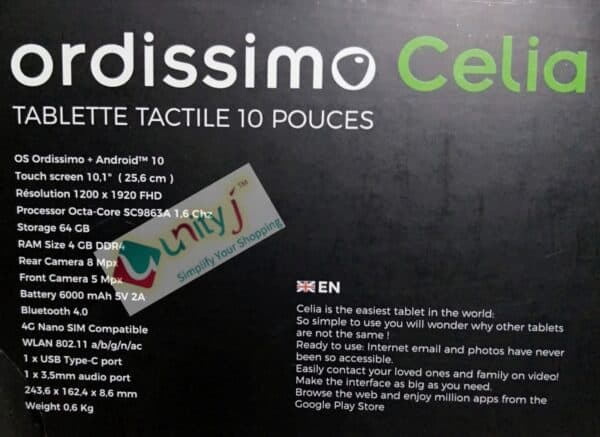 ordissimo Celia
TABLETTE TACTILE 10 POUCES
OS Ordissimo + Android™ 10
Touch screen 10,1" ( 25,6 cm )
Résolution 1200 x 1920 FHD
Processor Octa-Core SC9863A 1,6 Ghz
Storage 64 GB
RAM Size 4 GB DDR4
Rear Camera 8 Mpx
Front Camera 5 Mpx
Battery 6000 mAh 5V 2A
Bluetooth 4.0
4G Nano SIM Compatible
WLAN 802.11 a/b/g/n/ac
1 x USB Type-C port
1 x 3,5mm audio port
243,6 x 162,4 x 8,6 mm
Weight 0,6 Kg
unity J™
Simplify Your Shopping
EN
Celia is the easiest tablet in the world:
So simple to use you will wonder why other tablets
are not the same !
Ready to use: Internet email and photos have never
been so accessible.
Easily contact your loved ones and family on video!
Make the interface as big as you need.
Browse the web and enjoy million apps from the
Google Play Store